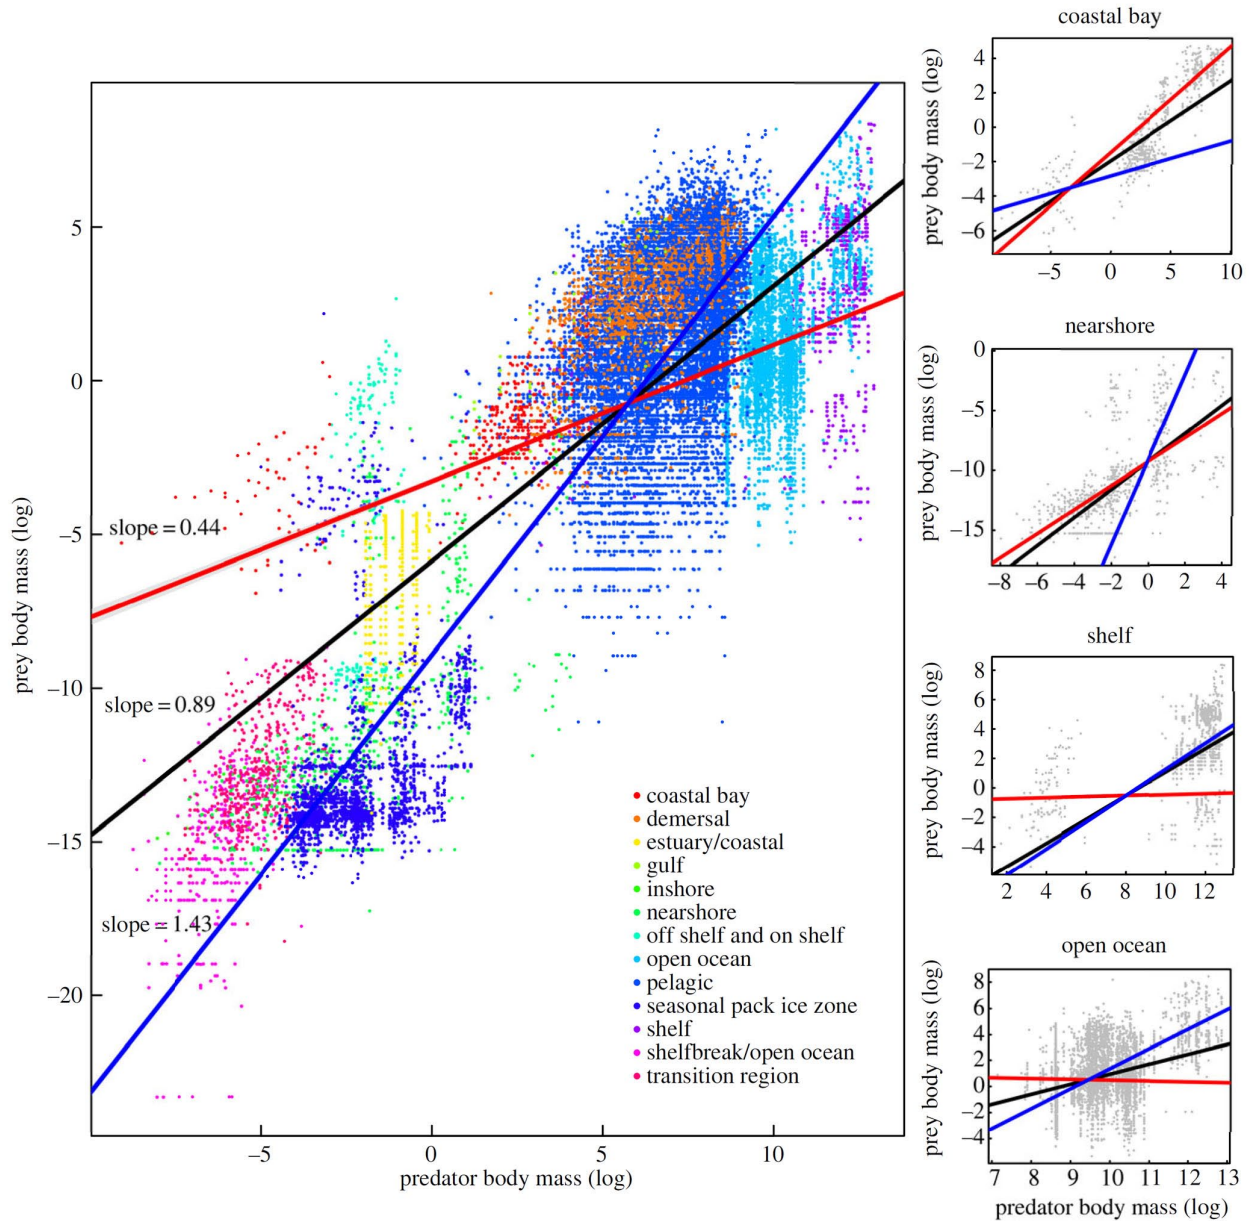 5
0
−5
−10
−15
−20
prey body mass (log)
slope = 0.44
slope = 0.89
slope = 1.43
coastal bay
demersal
estuary/coastal
gulf
inshore
nearshore
off shelf and on shelf
open ocean
pelagic
seasonal pack ice zone
shelf
shelfbreak/open ocean
transition region
−5 0 5 10
predator body mass (log)
coastal bay
prey body mass (log)
4
2
0
−2
−4
−6
−5 0 5 10
nearshore
prey body mass (log)
0
−5
−10
−15
−8 −6 −4 −2 0 2 4
shelf
prey body mass (log)
8
6
4
2
0
−2
−4
2 4 6 8 10 12
open ocean
prey body mass (log)
8
6
4
2
0
−2
−4
7 8 9 10 11 12 13
predator body mass (log)